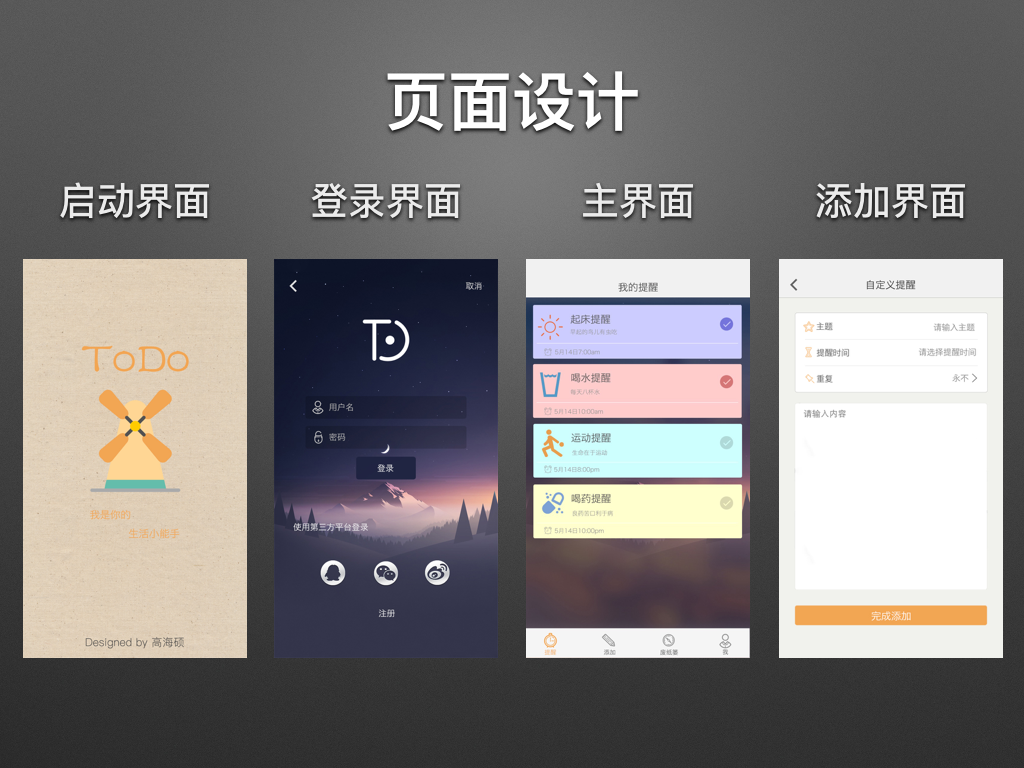 页面设计
启动界面
登录界面
主界面
添加界面
ToDo
我是你的
生活小能手
Designed by 高海硕
取消
TD
用户名
密码
登录
使用第三方平台登录
注册
我的提醒
起床提醒
早起的鸟儿有虫吃
5月14日7:00am
喝水提醒
每天八杯水
5月14日10:00am
运动提醒
生命在于运动
5月14日8:00pm
喝药提醒
良药苦口利于病
5月14日10:00pm
提醒
添加
废纸篓
我
自定义提醒
主题
请输入主题
提醒时间
请选择提醒时间
重复
永不
请输入内容
完成添加